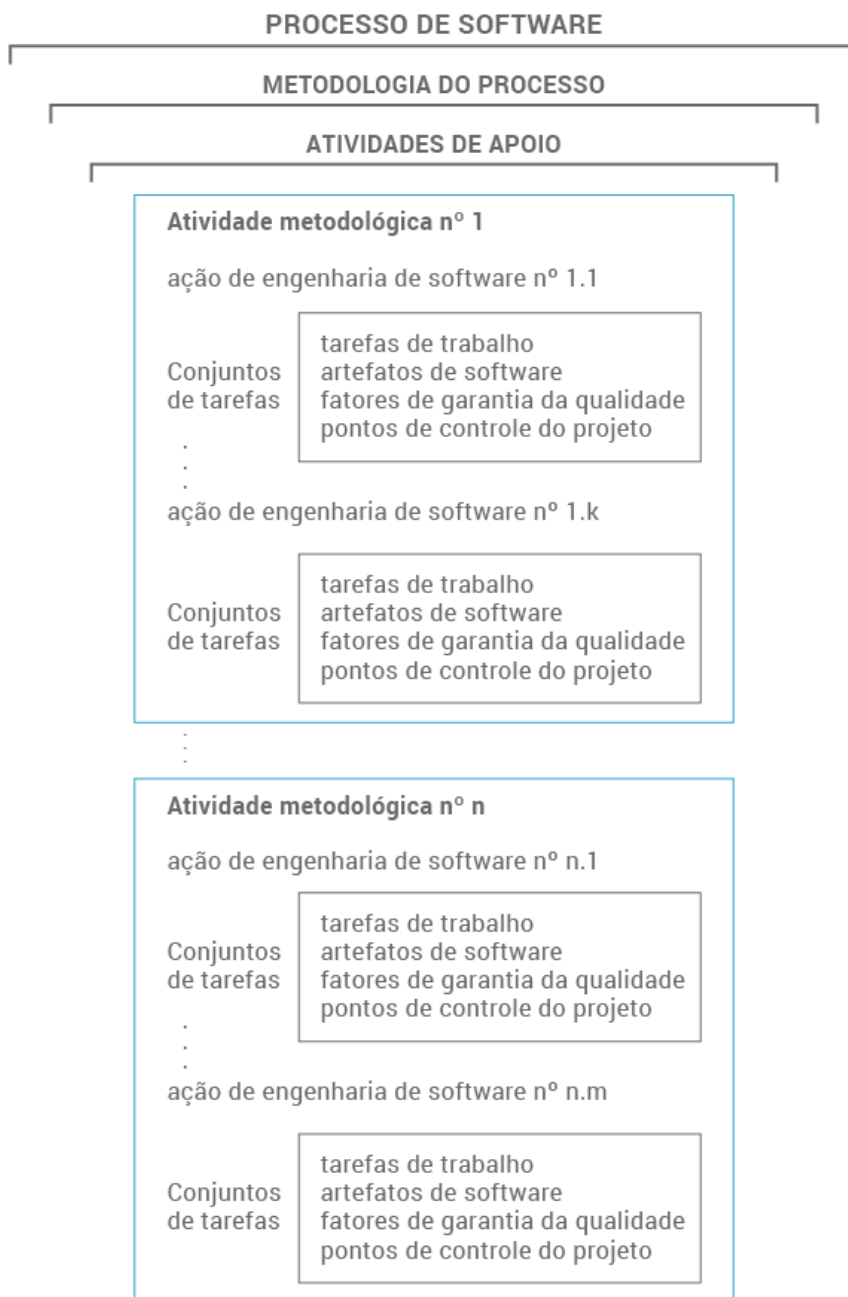 PROCESSO DE SOFTWARE
METODOLOGIA DO PROCESSO
ATIVIDADES DE APOIO
Atividade metodológica nº 1
ação de engenharia de software nº 1.1
Conjuntos
de tarefas
tarefas de trabalho
artefatos de software
fatores de garantia da qualidade
pontos de controle do projeto
.
.
.
ação de engenharia de software nº 1.k
Conjuntos
de tarefas
tarefas de trabalho
artefatos de software
fatores de garantia da qualidade
pontos de controle do projeto
.
.
.
Atividade metodológica nº n
ação de engenharia de software nº n.1
Conjuntos
de tarefas
tarefas de trabalho
artefatos de software
fatores de garantia da qualidade
pontos de controle do projeto
.
.
.
ação de engenharia de software nº n.m
Conjuntos
de tarefas
tarefas de trabalho
artefatos de software
fatores de garantia da qualidade
pontos de controle do projeto